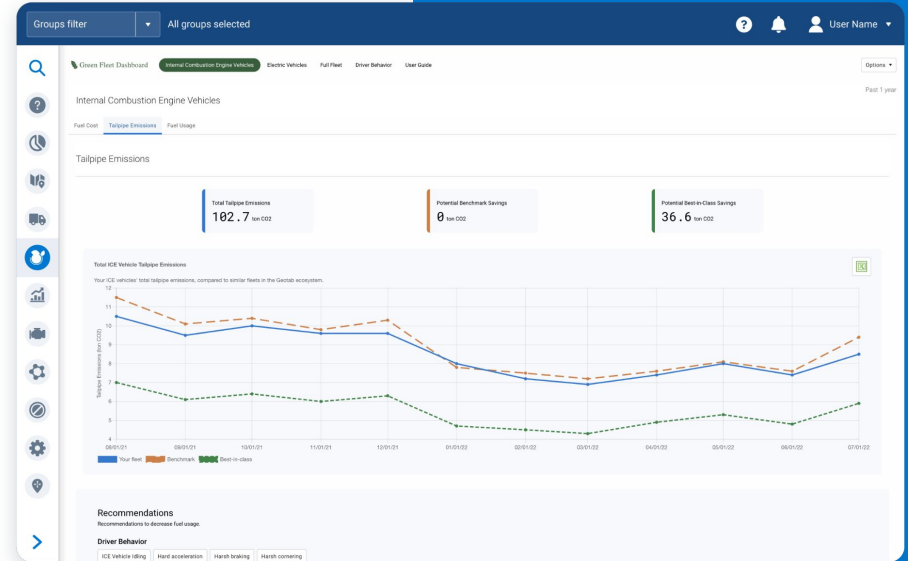 Groups filter
All groups selected
User Name
Green Fleet Dashboard
Internal Combustion Engine Vehicles
Electric Vehicles
Full Fleet
Driver Behavior
User Guide
Options
Past 1 year
Internal Combustion Engine Vehicles
Fuel Cost
Tailpipe Emissions
Fuel Usage
Tailpipe Emissions
Total Tailpipe Emissions
102.7 ton CO2
Potential Benchmark Savings
0 ton CO2
Potential Best-in-Class Savings
36.6 ton CO2
Total ICE Vehicle Tailpipe Emissions
Your ICE vehicles' total tailpipe emissions, compared to similar fleets in the Geotab ecosystem.
Tailpipe Emissions (ton CO2)
12
11
10
9
8
7
6
5
4
08/01/21
09/01/21
10/01/21
11/01/21
12/01/21
01/01/22
02/01/22
03/01/22
04/01/22
05/01/22
06/01/22
07/01/22
Your fleet
Benchmark
Best-in-class
Recommendations
Recommendations to decrease fuel usage.
Driver Behavior
ICE Vehicle Idling
Hard acceleration
Harsh braking
Harsh cornering